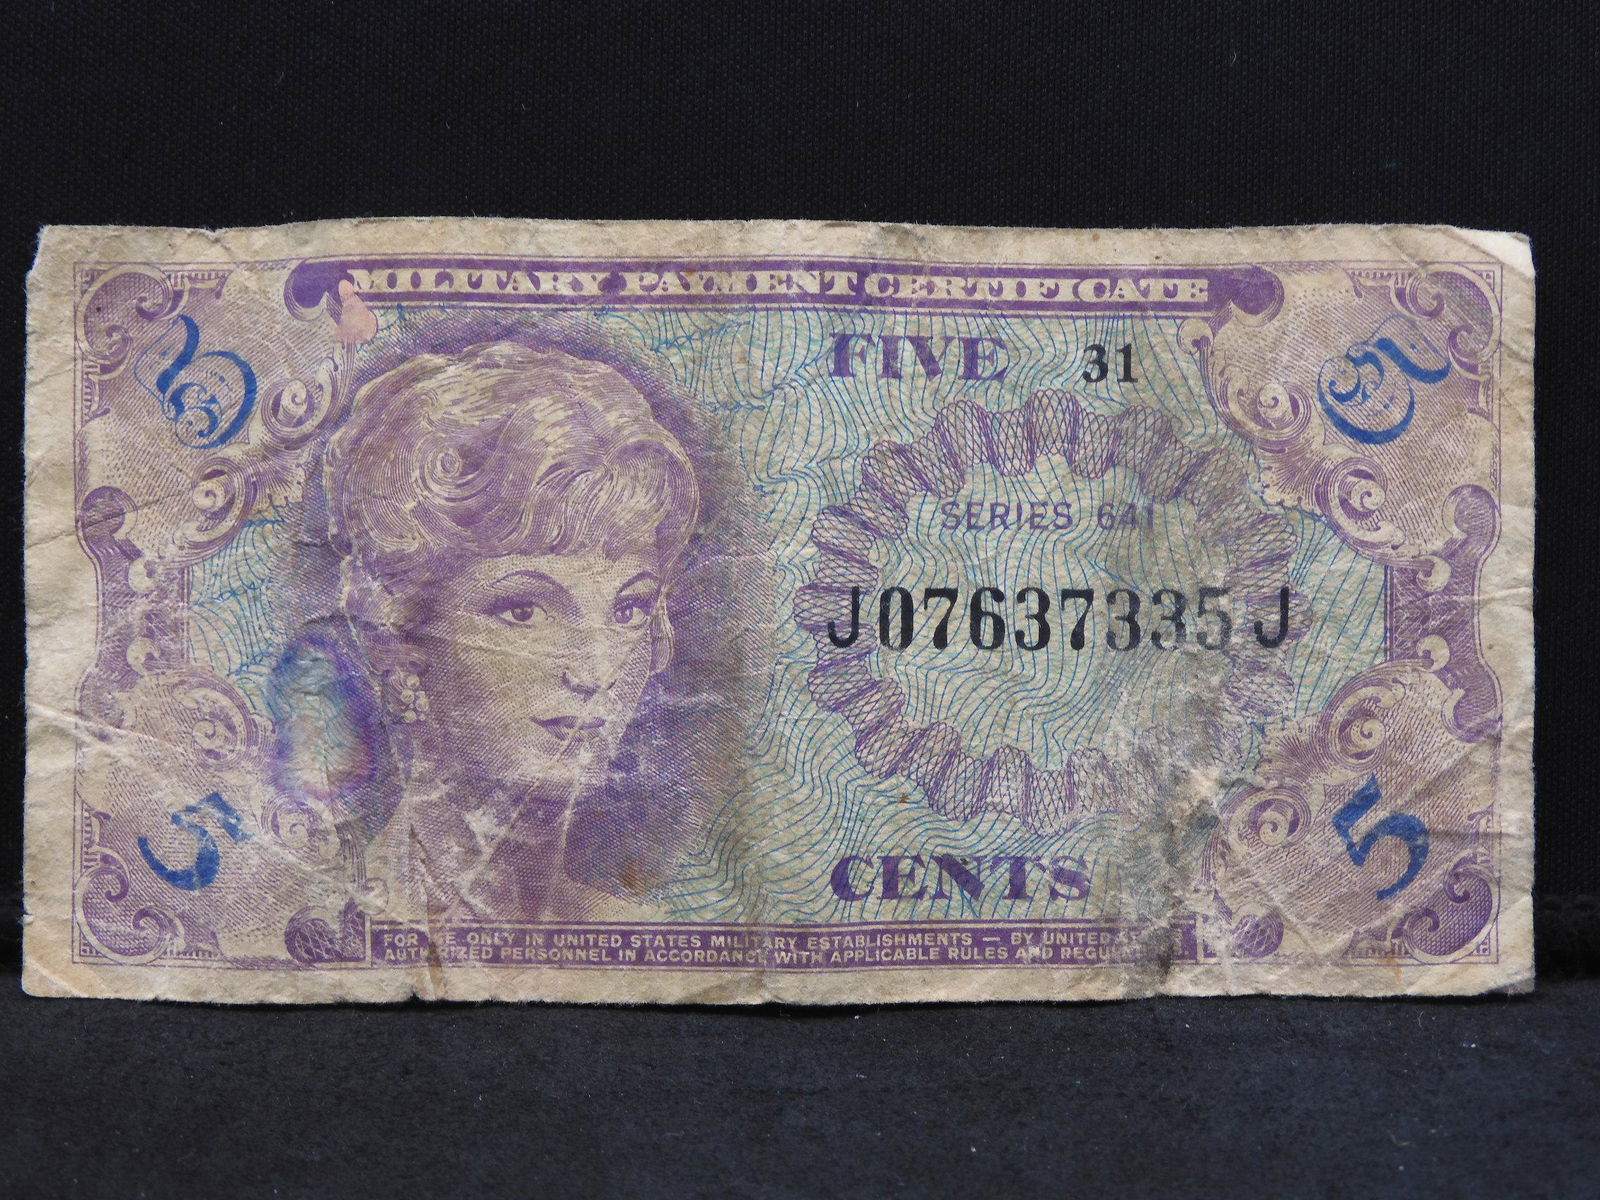 MILITARY PAYMENT CERTIFICATE
5 5
FIVE 31
SERIES 641
J07637335J
5 5
CENTS
FOR USE ONLY IN UNITED STATES MILITARY ESTABLISHMENTS — BY UNITED
AUTHORIZED PERSONNEL IN ACCORDANCE WITH APPLICABLE RULES AND